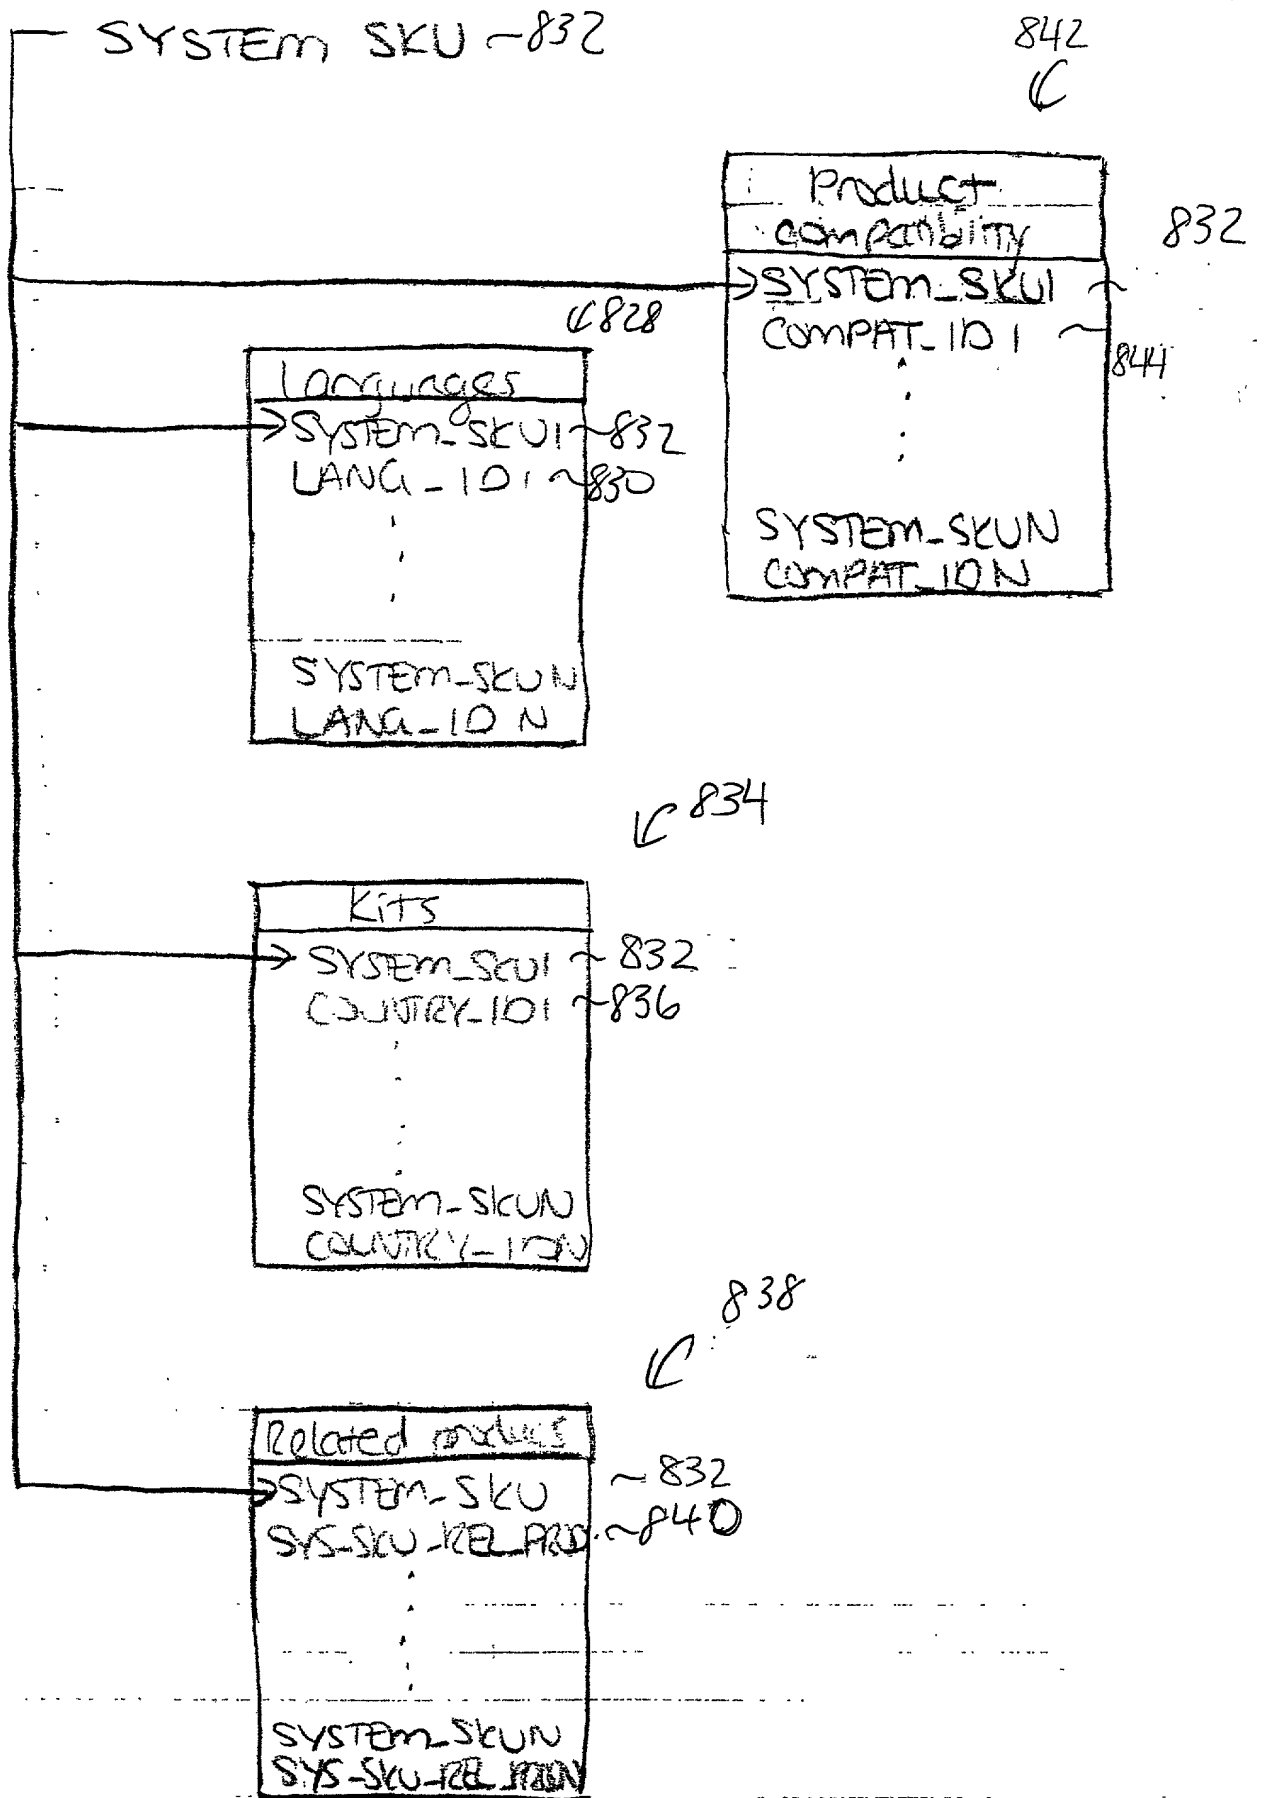 SYSTEM SKU ~832
842
Product
compatibility
832
SYSTEM_SKU1
COMPAT_ID1
844
SYSTEM_SKUN
COMPAT_IDN
828
Languages
SYSTEM_SKU1 ~832
LANG_ID1 ~830
SYSTEM_SKUN
LANG_ID N
834
Kits
SYSTEM_SKU1 ~832
COUNTRY_ID1 ~836
SYSTEM_SKUN
COUNTRY_IDN
838
Related
SYSTEM_SKU ~832
SYS_SKU_REL_PROD ~840
SYSTEM_SKUN
SYS_SKU_REL